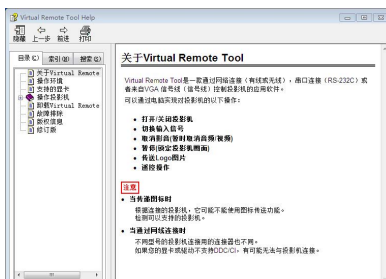 Virtual Remote Tool Help
隐藏 上一步 前进 打印
目录(C) 索引(N) 搜索(S)
关于Virtual Remote
操作环境
支持的显卡
操作投影机
卸载Virtual Remote
故障排除
版权信息
修订版
关于Virtual Remote Tool
Virtual Remote Tool是一款通过网络连接(有线或无线),串口连接(RS-232C)或
者来自VGA 信号线(信号线)控制投影机的应用软件。
可以通过电脑实现对投影机的以下操作:
打开/关闭投影机
切换输入信号
取消影音(暂时取消音频/视频)
暂停(锁定投影机画面)
传送Logo图片
遥控操作
注意
当传递图标时
根据连接的投影机,它可能不能使用图标传送功能。
检测可以支持的投影机。
当通过网线连接时
不同型号的投影机连接用的连接器也不同。
如果您的显卡或驱动不支持DDC/CI,有可能无法与投影机连接。